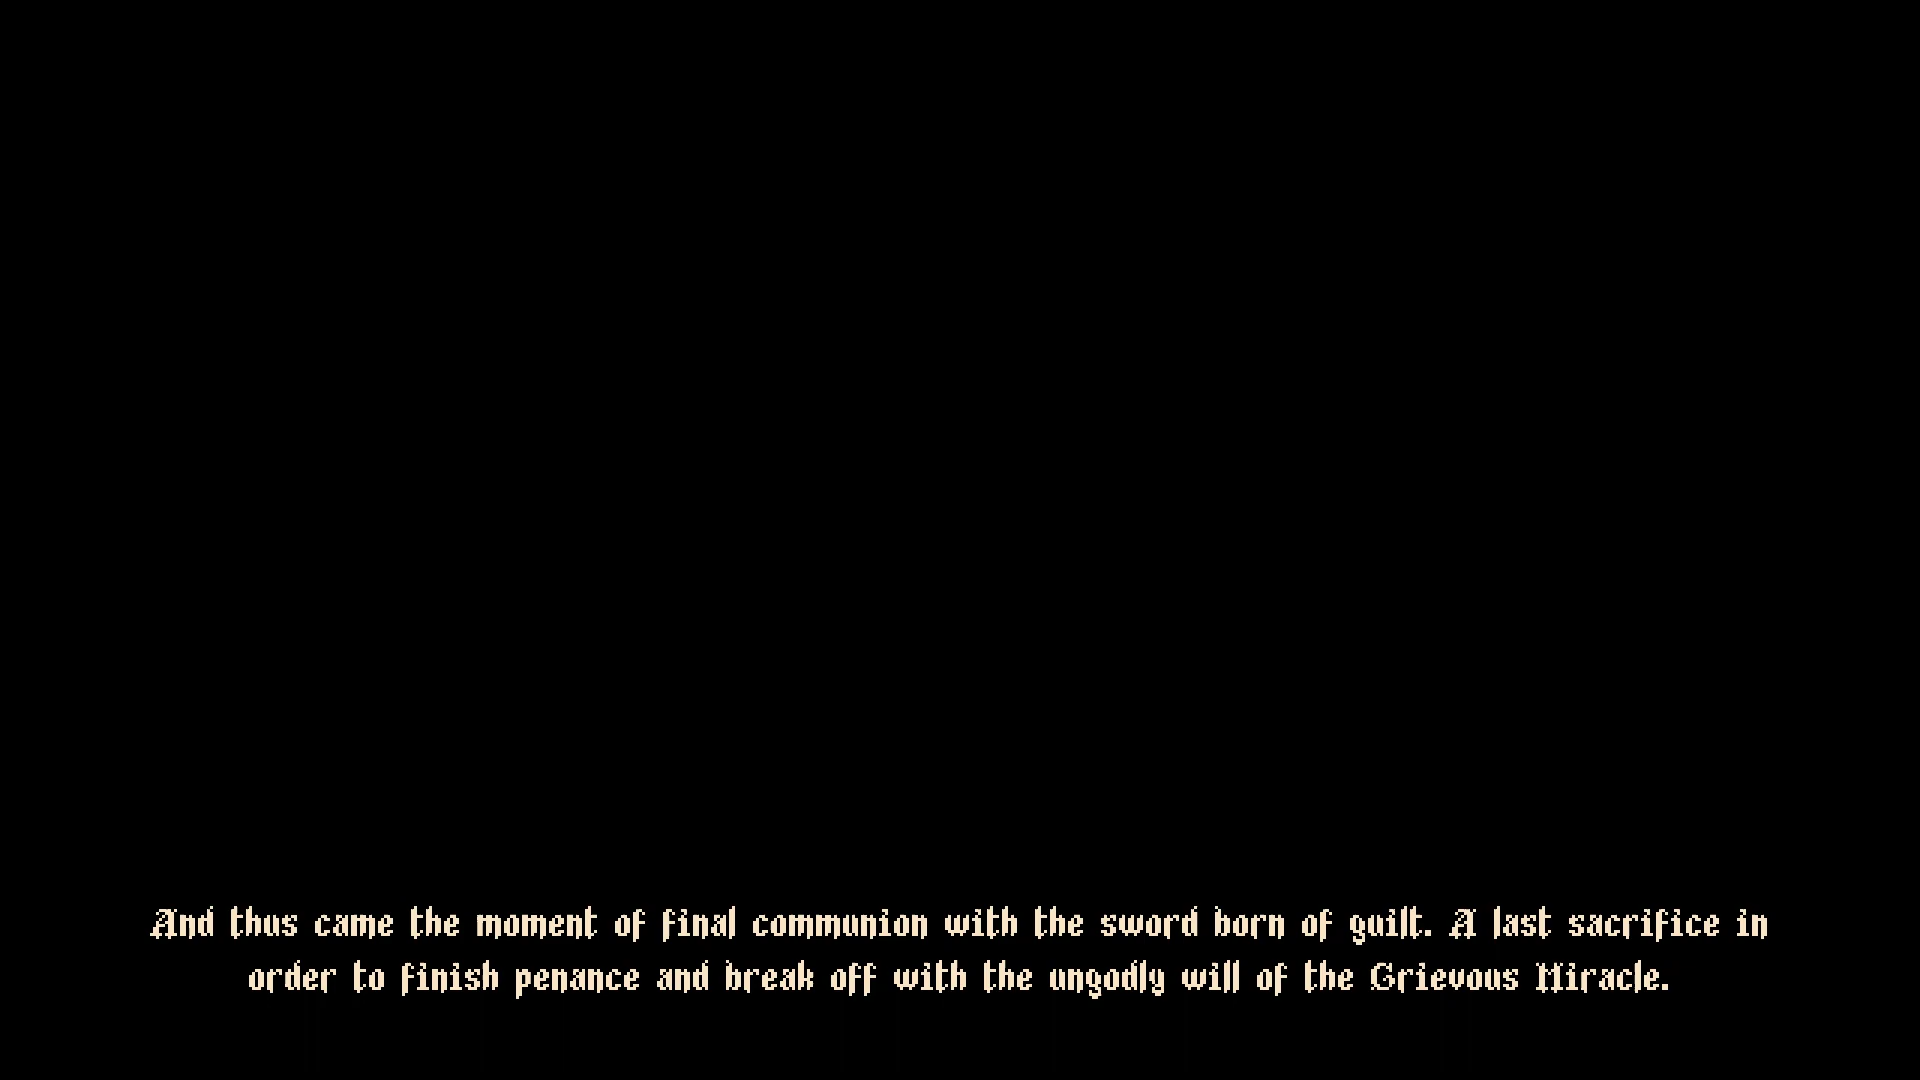 And thus came the moment of final communion with the sword born of guilt. A last sacrifice in
order to finish penance and break off with the ungodly will of the Grievous Miracle.